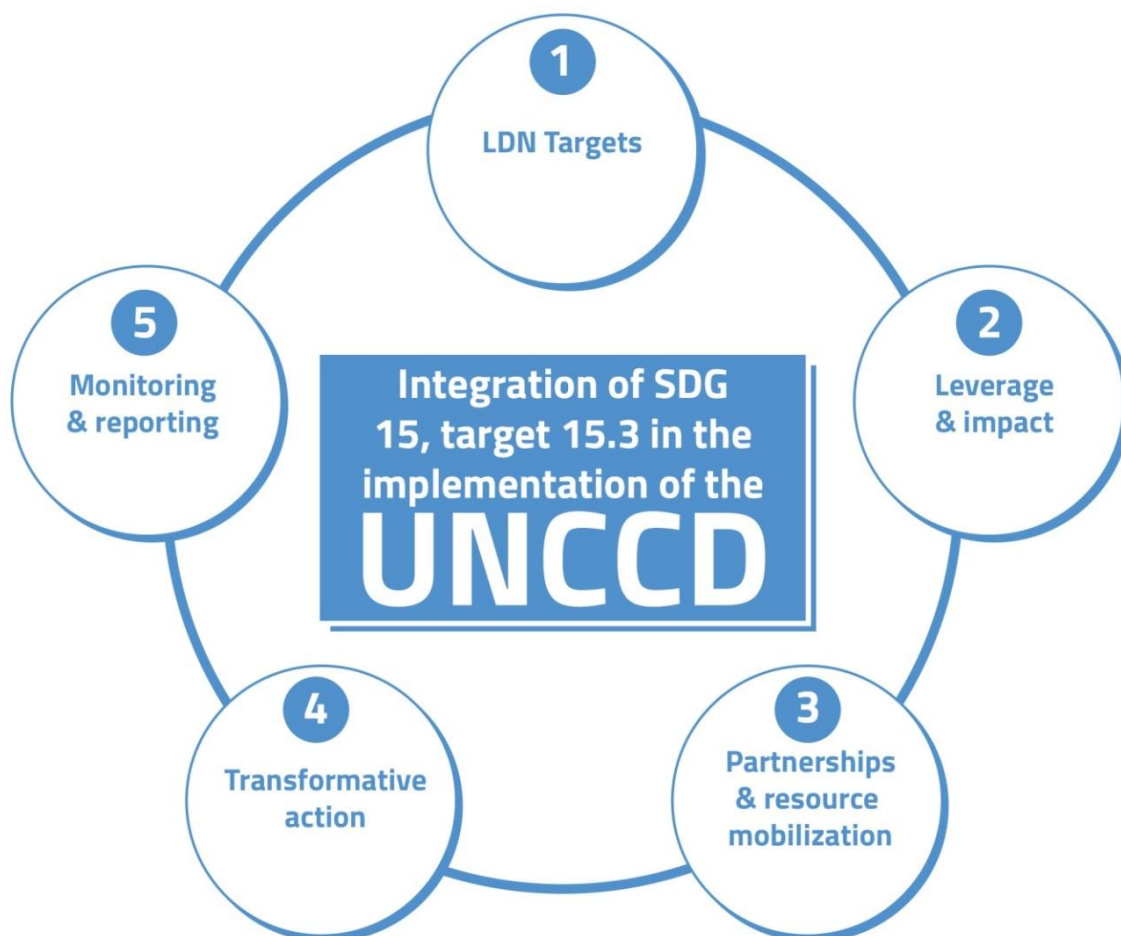 1
LDN Targets
2
Leverage
& impact
3
Partnerships
& resource
mobilization
4
Transformative
action
5
Monitoring
& reporting
Integration of SDG
15, target 15.3 in the
implementation of the
UNCCD